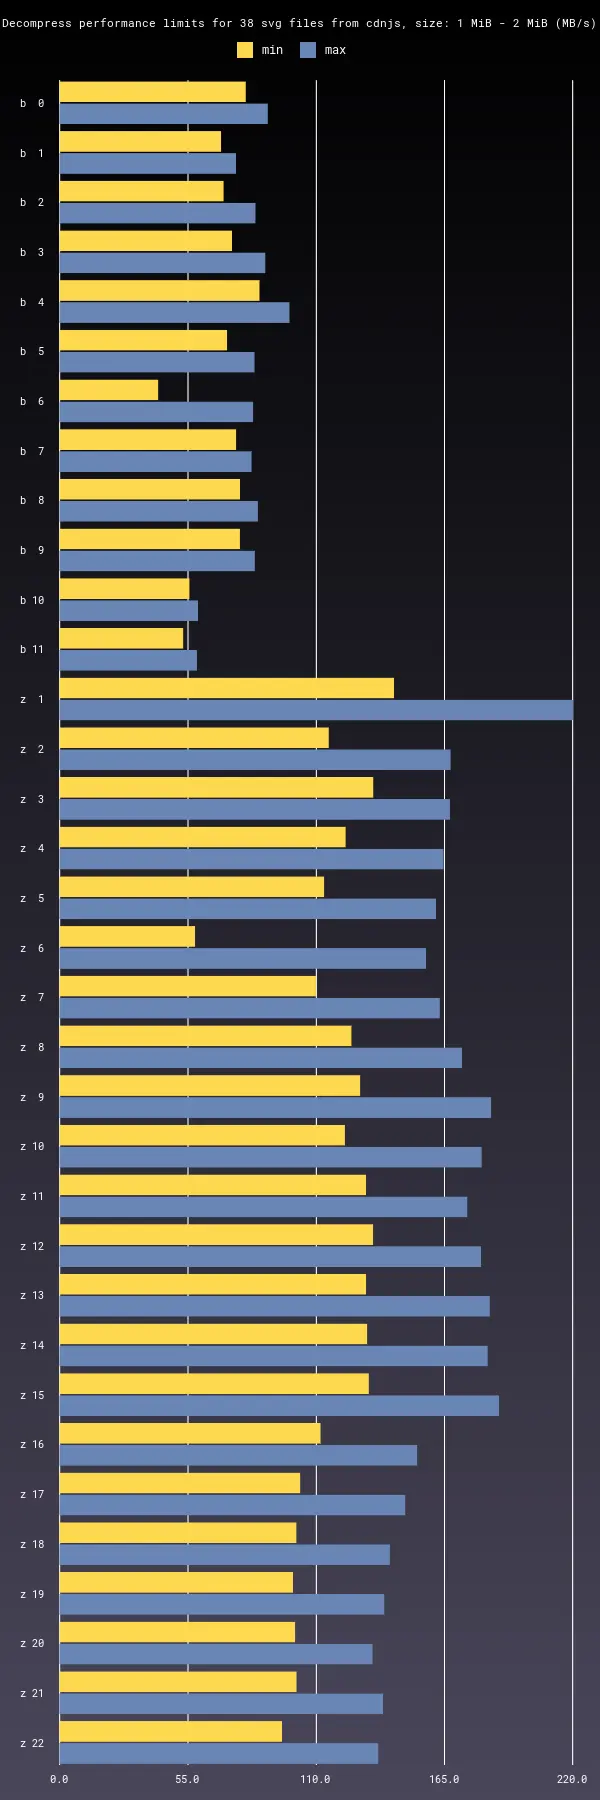 Decompress performance limits for 38 svg files from cdnjs, size: 1 MiB - 2 MiB (MB/s)
min max
b 0
b 1
b 2
b 3
b 4
b 5
b 6
b 7
b 8
b 9
b 10
b 11
z 1
z 2
z 3
z 4
z 5
z 6
z 7
z 8
z 9
z 10
z 11
z 12
z 13
z 14
z 15
z 16
z 17
z 18
z 19
z 20
z 21
z 22
0.0 55.0 110.0 165.0 220.0